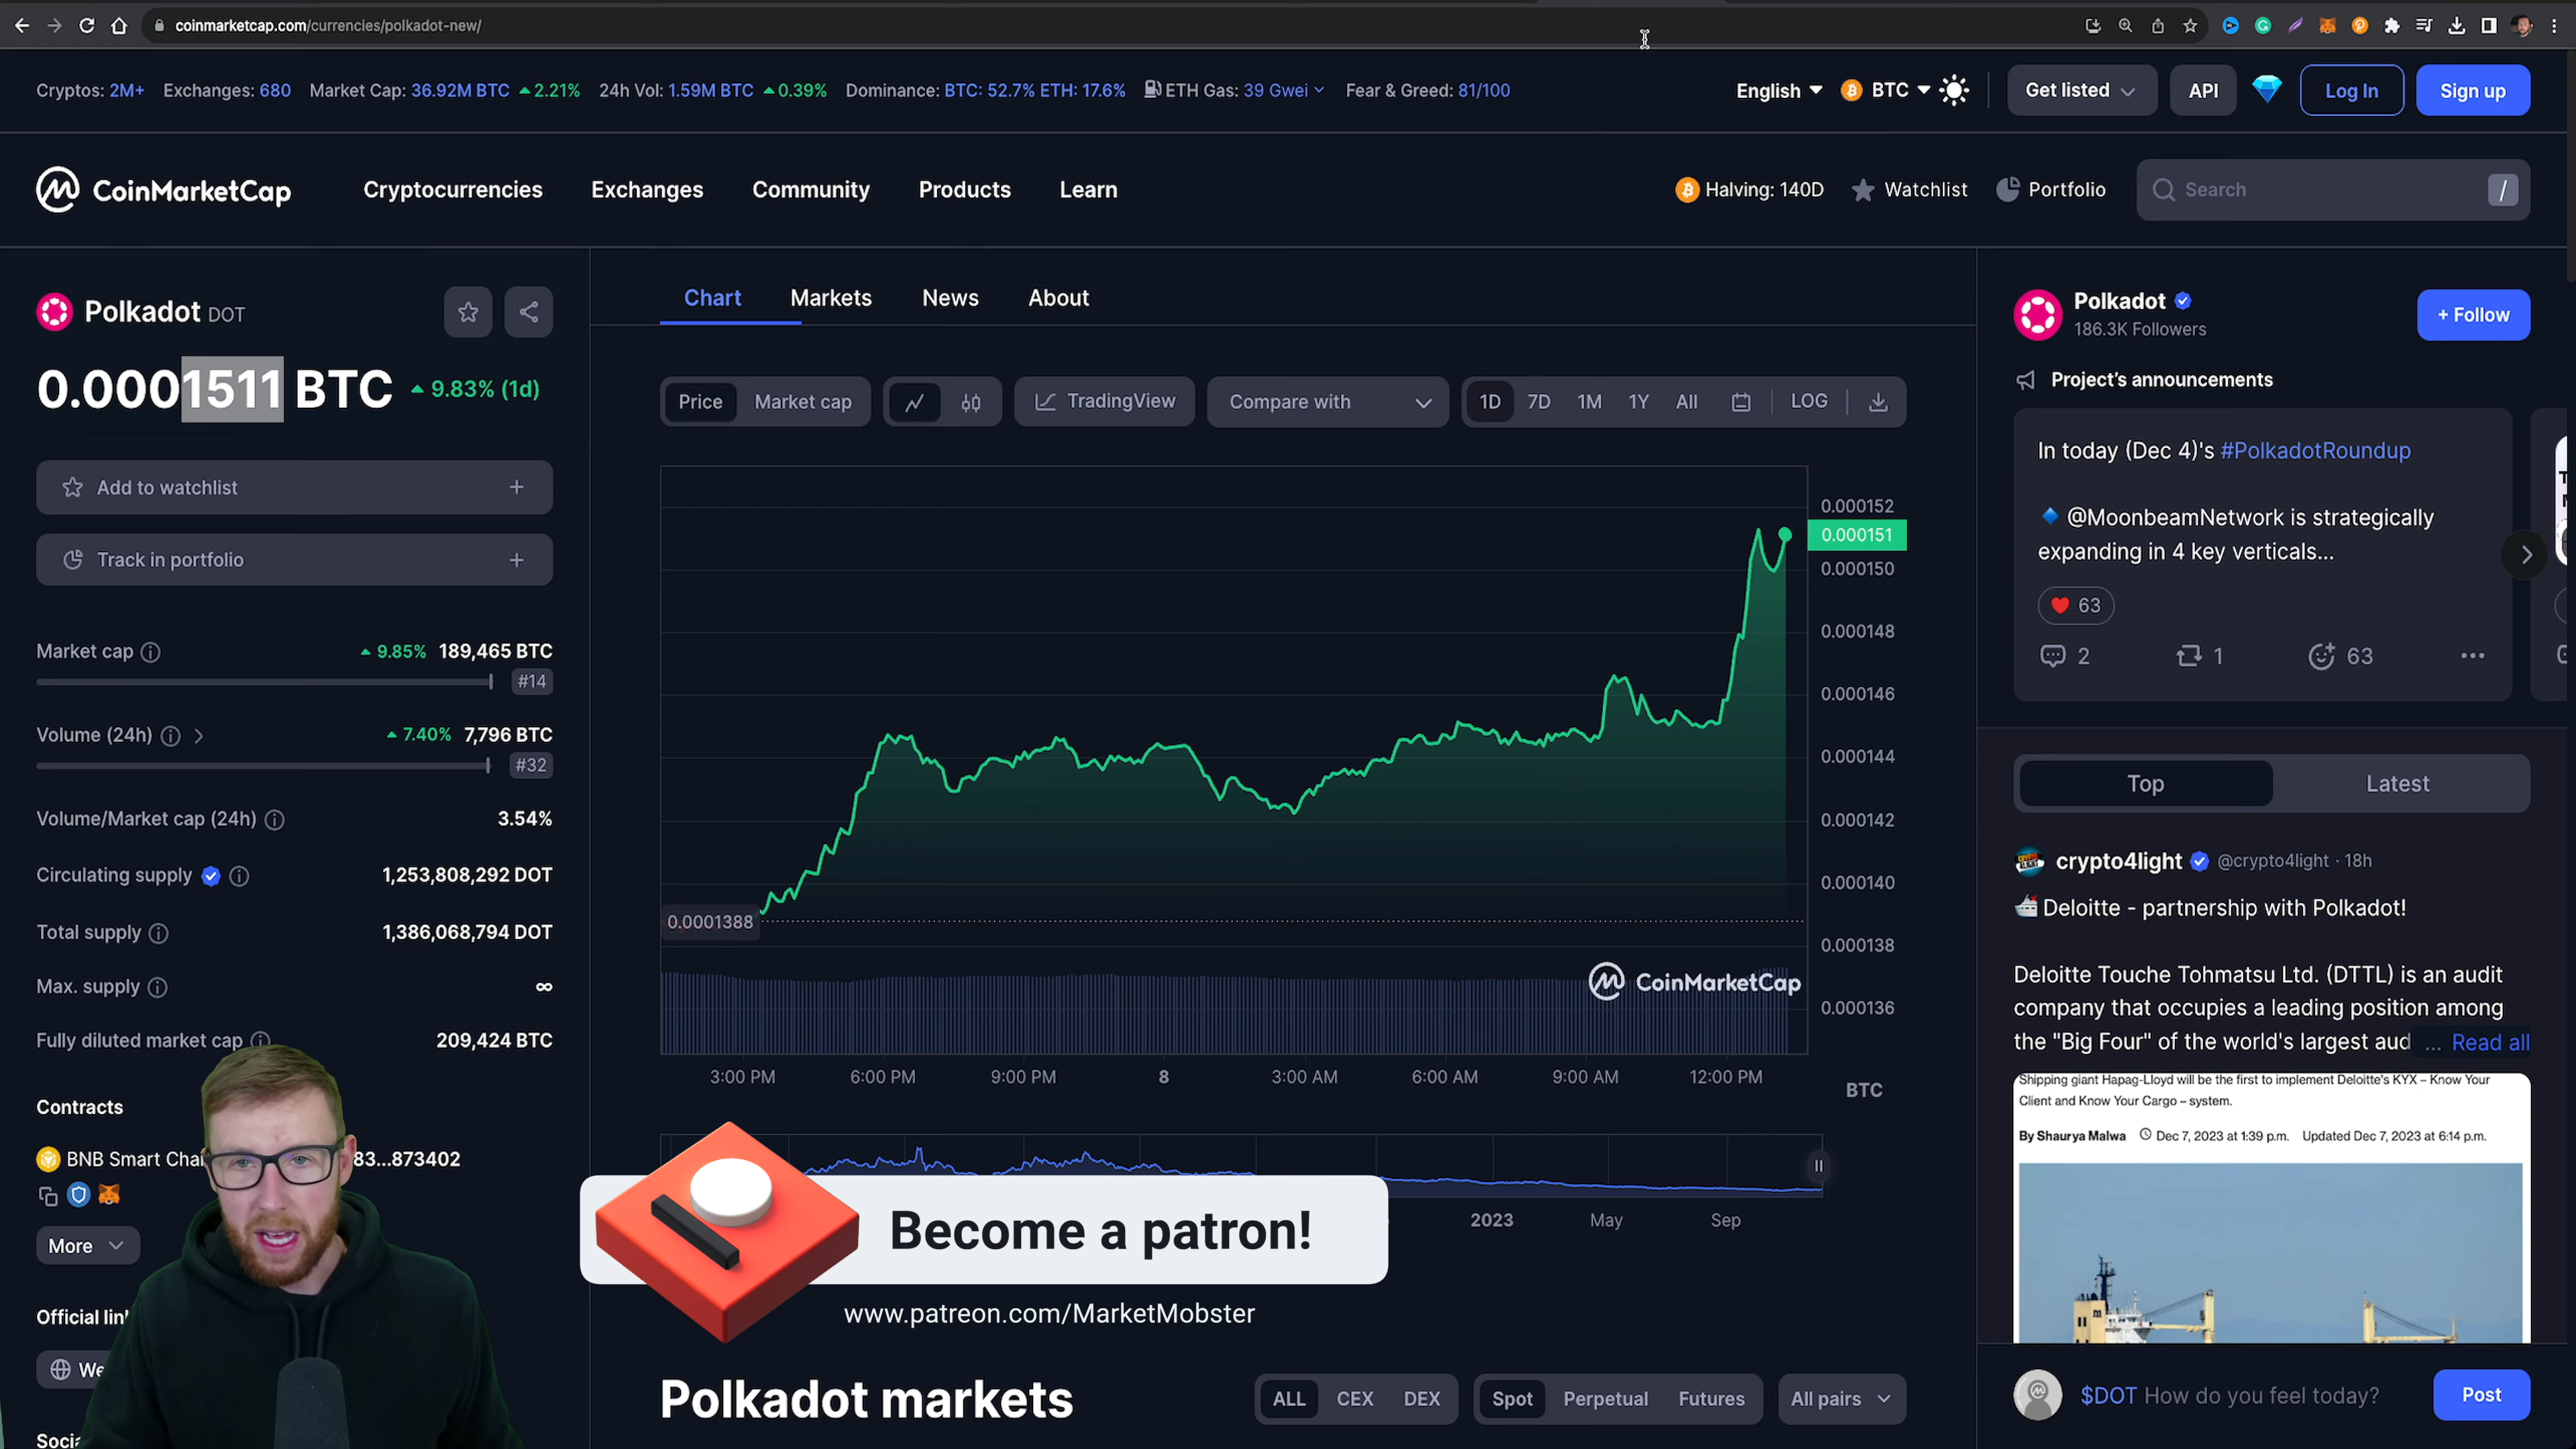 coinmarketcap.com/currencies/polkadot-new/
Cryptos: 2M+ Exchanges: 680 Market Cap: 36.92M BTC 2.21% 24h Vol: 1.59M BTC 0.39% Dominance: BTC: 52.7% ETH: 17.6% ETH Gas: 39 Gwei Fear & Greed: 81/100
English BTC Get listed API Log In Sign up
CoinMarketCap Cryptocurrencies Exchanges Community Products Learn
Halving: 140D Watchlist Portfolio Search /
Polkadot DOT
0.0001511 BTC 9.83% (1d)
Add to watchlist +
Track in portfolio +
Market cap 9.85% 189,465 BTC
#14
Volume (24h) 7.40% 7,796 BTC
#32
Volume/Market cap (24h) 3.54%
Circulating supply 1,253,808,292 DOT
Total supply 1,386,068,794 DOT
Max. supply ∞
Fully diluted market cap 209,424 BTC
Contracts
BNB Smart Chai 83...873402
More
Official lin
We
Socia
Chart Markets News About
Price Market cap TradingView Compare with 1D 7D 1M 1Y All LOG
0.000152
0.000151
0.000150
0.000148
0.000146
0.000144
0.000142
0.000140
0.0001388
0.000138
0.000136
CoinMarketCap
3:00 PM 6:00 PM 9:00 PM 8 3:00 AM 6:00 AM 9:00 AM 12:00 PM
BTC
2023 May Sep
Become a patron!
www.patreon.com/MarketMobster
Polkadot markets
ALL CEX DEX Spot Perpetual Futures All pairs
Polkadot
186.3K Followers
+ Follow
Project's announcements
In today (Dec 4)'s #PolkadotRoundup
@MoonbeamNetwork is strategically
expanding in 4 key verticals...
63
2 1 63
Top Latest
crypto4light @crypto4light · 18h
Deloitte - partnership with Polkadot!
Deloitte Touche Tohmatsu Ltd. (DTTL) is an audit
company that occupies a leading position among
the "Big Four" of the world's largest aud ... Read all
Shipping giant Hapag-Lloyd will be the first to implement Deloitte's KYX – Know Your
Client and Know Your Cargo – system.
By Shaurya Malwa Dec 7, 2023 at 1:39 p.m. Updated Dec 7, 2023 at 6:14 p.m.
$DOT How do you feel today?
Post